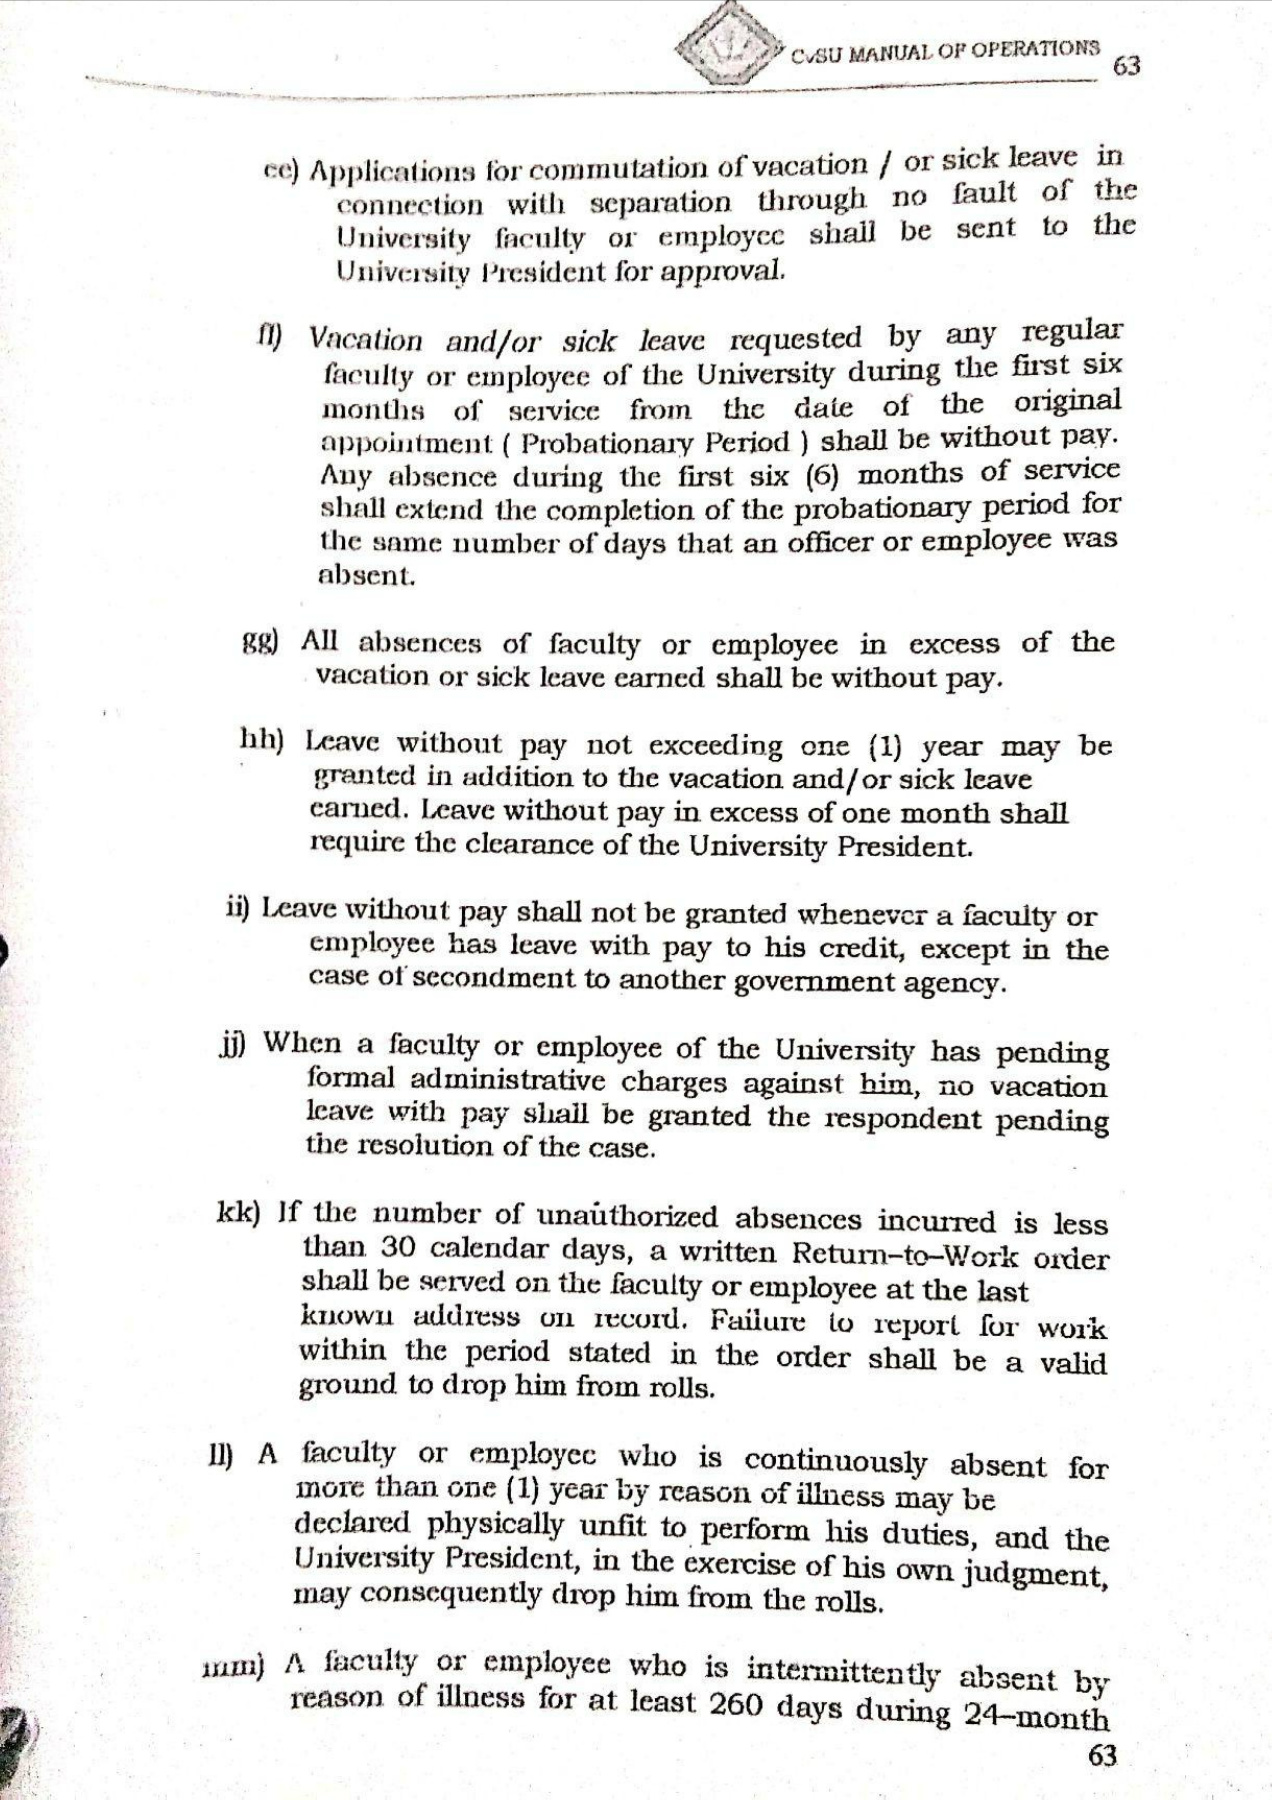 CvSU MANUAL OF OPERATIONS 63
ee) Applications for commutation of vacation / or sick leave in
connection with separation through no fault of the
University faculty or employee shall be sent to the
University President for approval.
ff) Vacation and/or sick leave requested by any regular
faculty or employee of the University during the first six
months of service from the date of the original
appointment ( Probationary Period ) shall be without pay.
Any absence during the first six (6) months of service
shall extend the completion of the probationary period for
the same number of days that an officer or employee was
absent.
gg) All absences of faculty or employee in excess of the
vacation or sick leave earned shall be without pay.
hh) Leave without pay not exceeding one (1) year may be
granted in addition to the vacation and/or sick leave
earned. Leave without pay in excess of one month shall
require the clearance of the University President.
ii) Leave without pay shall not be granted whenever a faculty or
employee has leave with pay to his credit, except in the
case of secondment to another government agency.
jj) When a faculty or employee of the University has pending
formal administrative charges against him, no vacation
leave with pay shall be granted the respondent pending
the resolution of the case.
kk) If the number of unauthorized absences incurred is less
than 30 calendar days, a written Return-to-Work order
shall be served on the faculty or employee at the last
known address on record. Failure to report for work
within the period stated in the order shall be a valid
ground to drop him from rolls.
ll) A faculty or employee who is continuously absent for
more than one (1) year by reason of illness may be
declared physically unfit to perform his duties, and the
University President, in the exercise of his own judgment,
may consequently drop him from the rolls.
mm) A faculty or employee who is intermittently absent by
reason of illness for at least 260 days during 24-month
63